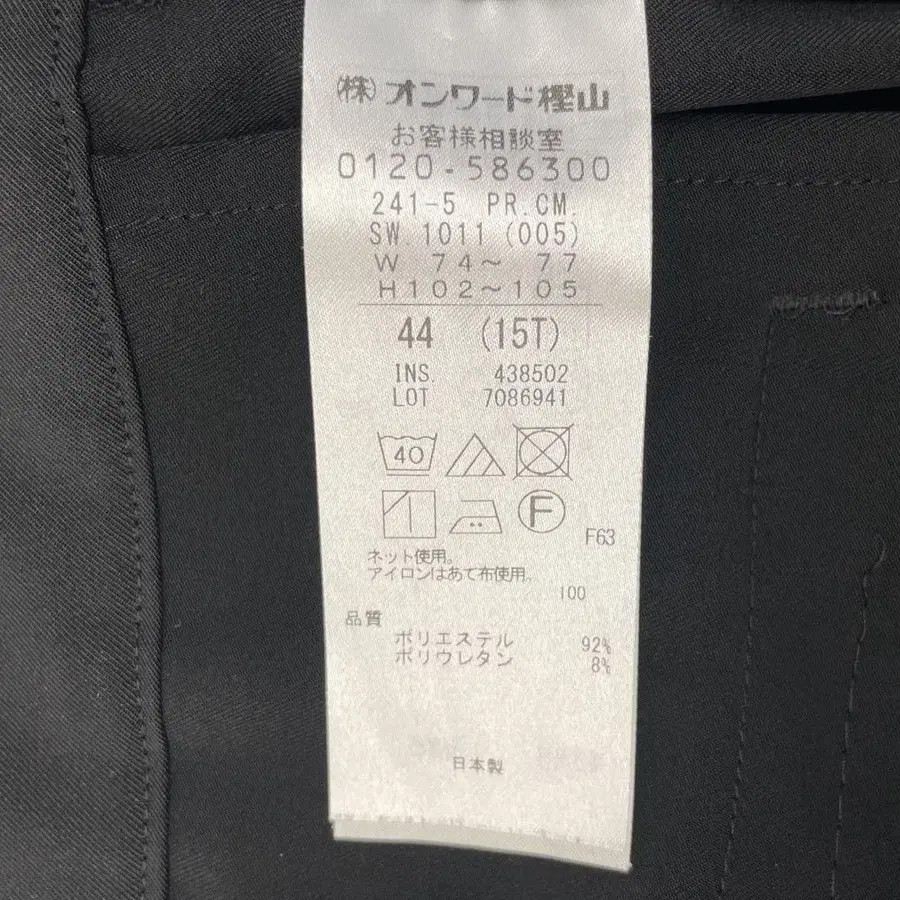 ㈱オンワード樫山
お客様相談室
0120-586300
241-5 PR.CM.
SW.1011(005)
W 74〜 77
H102〜105
44 (15T)
INS. 438502
LOT 7086941
40
F
F63
ネット使用。
アイロンはあて布使用。
100
品質
ポリエステル 92%
ポリウレタン 8%
日本製